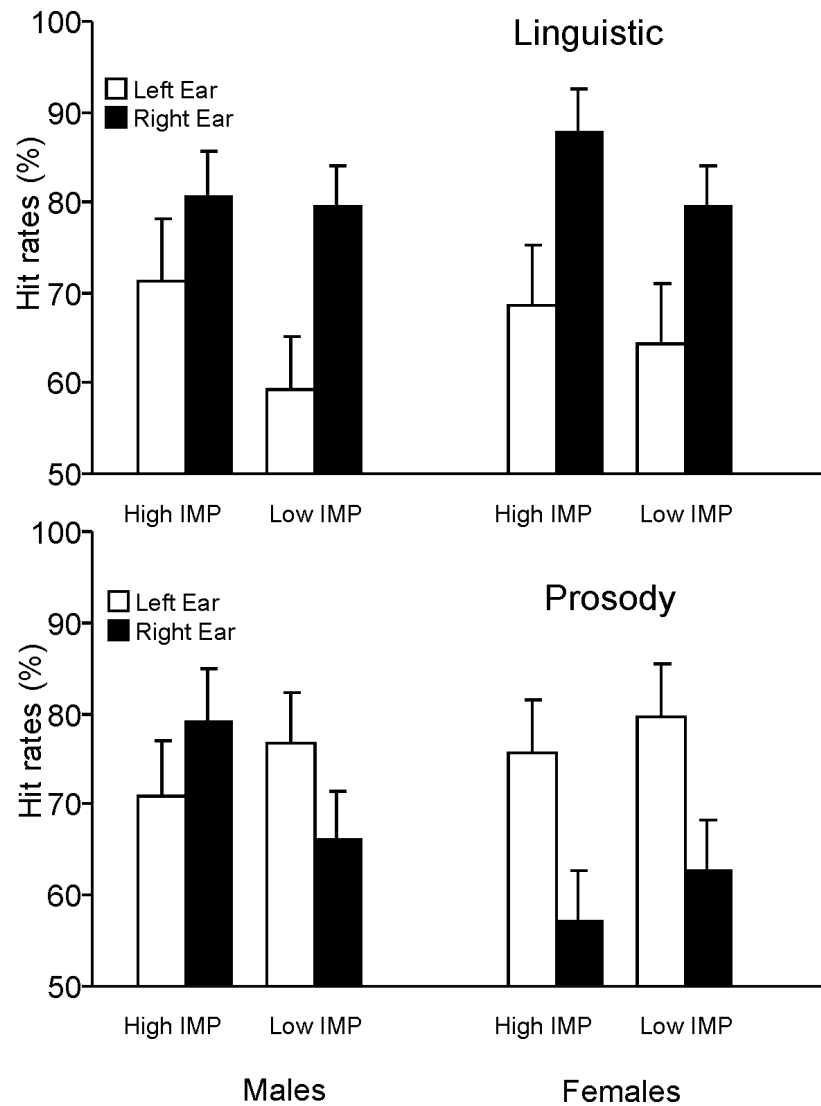 Linguistic
100
90
80
70
60
50
Hit rates (%)
Left Ear
Right Ear
High IMP Low IMP High IMP Low IMP
Prosody
100
90
80
70
60
50
Hit rates (%)
Left Ear
Right Ear
High IMP Low IMP High IMP Low IMP
Males Females